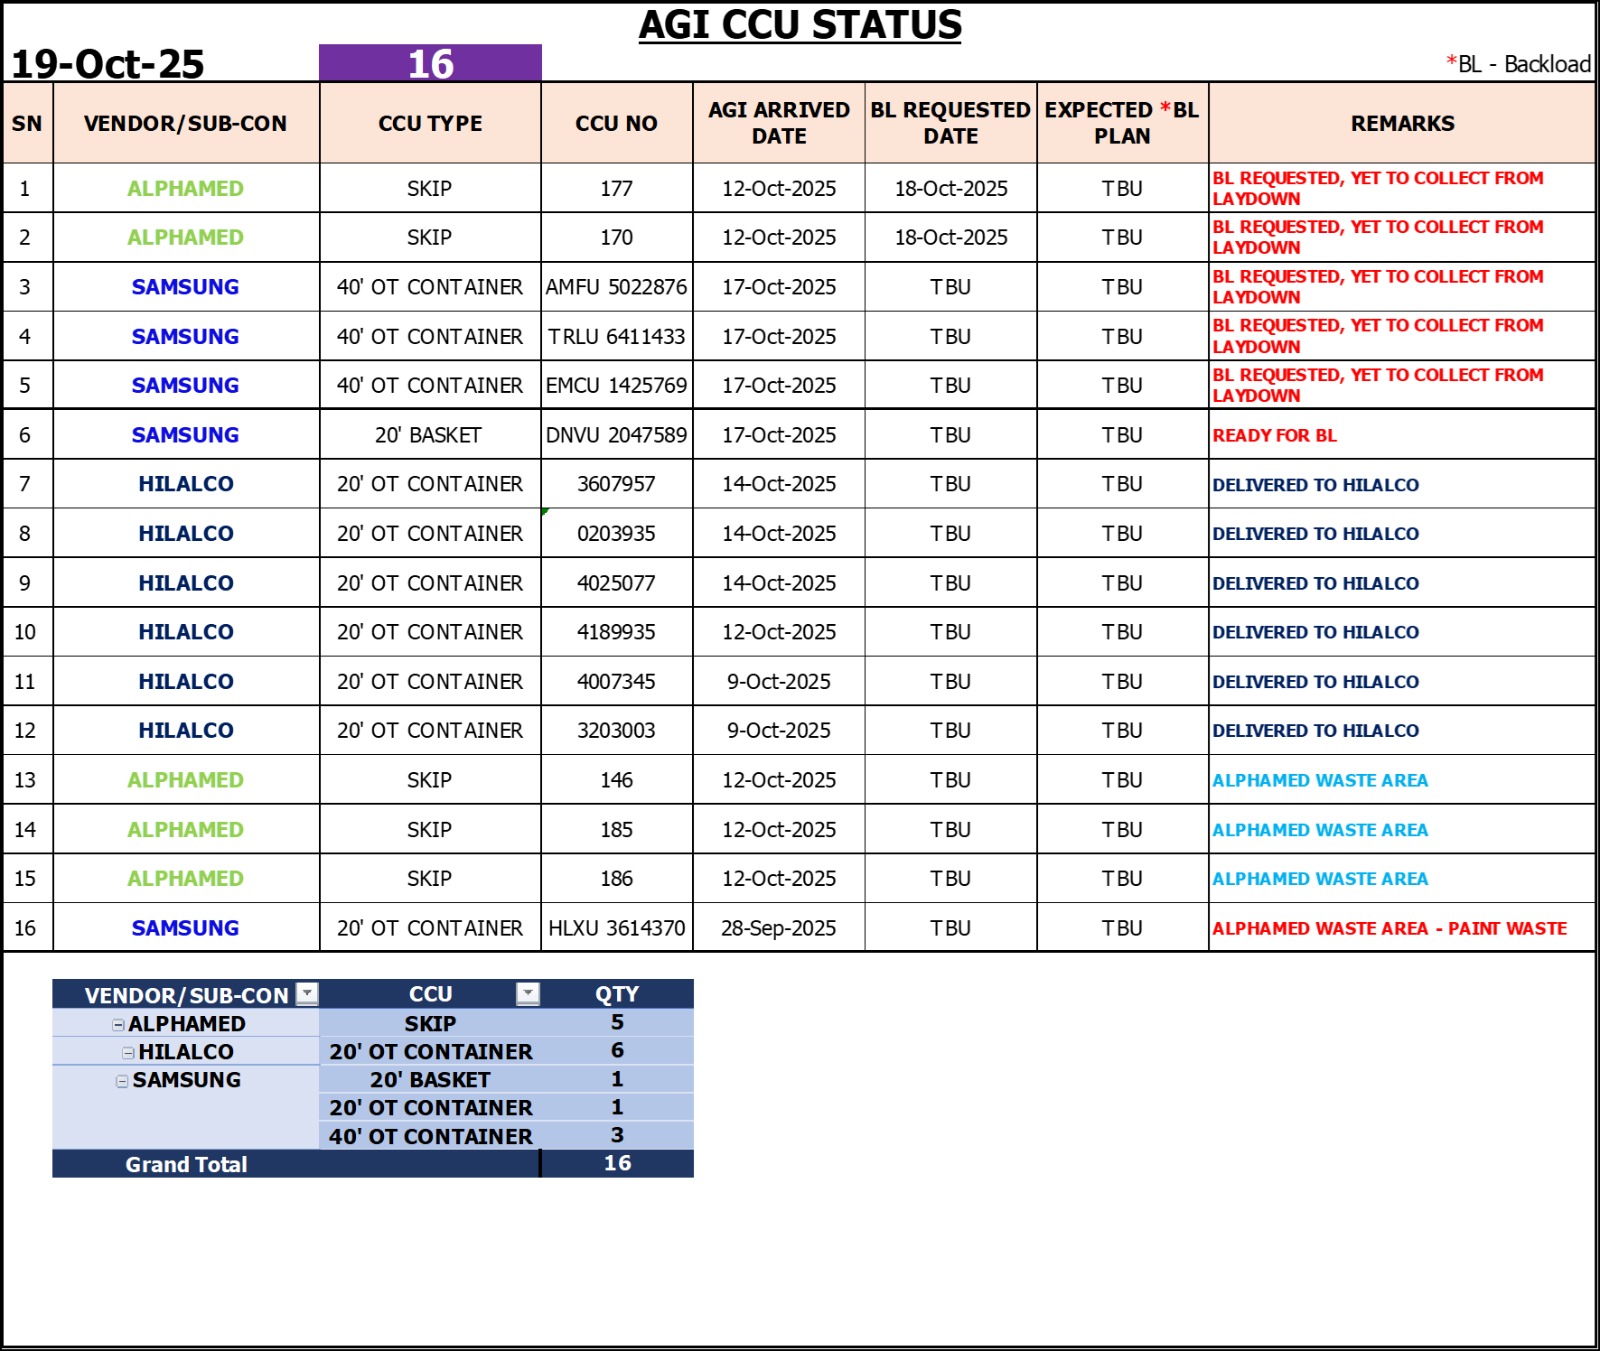 AGI CCU STATUS
19-Oct-25 16 *BL - Backload
SN VENDOR/SUB-CON CCU TYPE CCU NO AGI ARRIVED DATE BL REQUESTED DATE EXPECTED *BL PLAN REMARKS
1 ALPHAMED SKIP 177 12-Oct-2025 18-Oct-2025 TBU BL REQUESTED, YET TO COLLECT FROM LAYDOWN
2 ALPHAMED SKIP 170 12-Oct-2025 18-Oct-2025 TBU BL REQUESTED, YET TO COLLECT FROM LAYDOWN
3 SAMSUNG 40' OT CONTAINER AMFU 5022876 17-Oct-2025 TBU TBU BL REQUESTED, YET TO COLLECT FROM LAYDOWN
4 SAMSUNG 40' OT CONTAINER TRLU 6411433 17-Oct-2025 TBU TBU BL REQUESTED, YET TO COLLECT FROM LAYDOWN
5 SAMSUNG 40' OT CONTAINER EMCU 1425769 17-Oct-2025 TBU TBU BL REQUESTED, YET TO COLLECT FROM LAYDOWN
6 SAMSUNG 20' BASKET DNVU 2047589 17-Oct-2025 TBU TBU READY FOR BL
7 HILALCO 20' OT CONTAINER 3607957 14-Oct-2025 TBU TBU DELIVERED TO HILALCO
8 HILALCO 20' OT CONTAINER 0203935 14-Oct-2025 TBU TBU DELIVERED TO HILALCO
9 HILALCO 20' OT CONTAINER 4025077 14-Oct-2025 TBU TBU DELIVERED TO HILALCO
10 HILALCO 20' OT CONTAINER 4189935 12-Oct-2025 TBU TBU DELIVERED TO HILALCO
11 HILALCO 20' OT CONTAINER 4007345 9-Oct-2025 TBU TBU DELIVERED TO HILALCO
12 HILALCO 20' OT CONTAINER 3203003 9-Oct-2025 TBU TBU DELIVERED TO HILALCO
13 ALPHAMED SKIP 146 12-Oct-2025 TBU TBU ALPHAMED WASTE AREA
14 ALPHAMED SKIP 185 12-Oct-2025 TBU TBU ALPHAMED WASTE AREA
15 ALPHAMED SKIP 186 12-Oct-2025 TBU TBU ALPHAMED WASTE AREA
16 SAMSUNG 20' OT CONTAINER HLXU 3614370 28-Sep-2025 TBU TBU ALPHAMED WASTE AREA - PAINT WASTE
VENDOR/SUB-CON CCU QTY
ALPHAMED SKIP 5
HILALCO 20' OT CONTAINER 6
SAMSUNG 20' BASKET 1
20' OT CONTAINER 1
40' OT CONTAINER 3
Grand Total 16